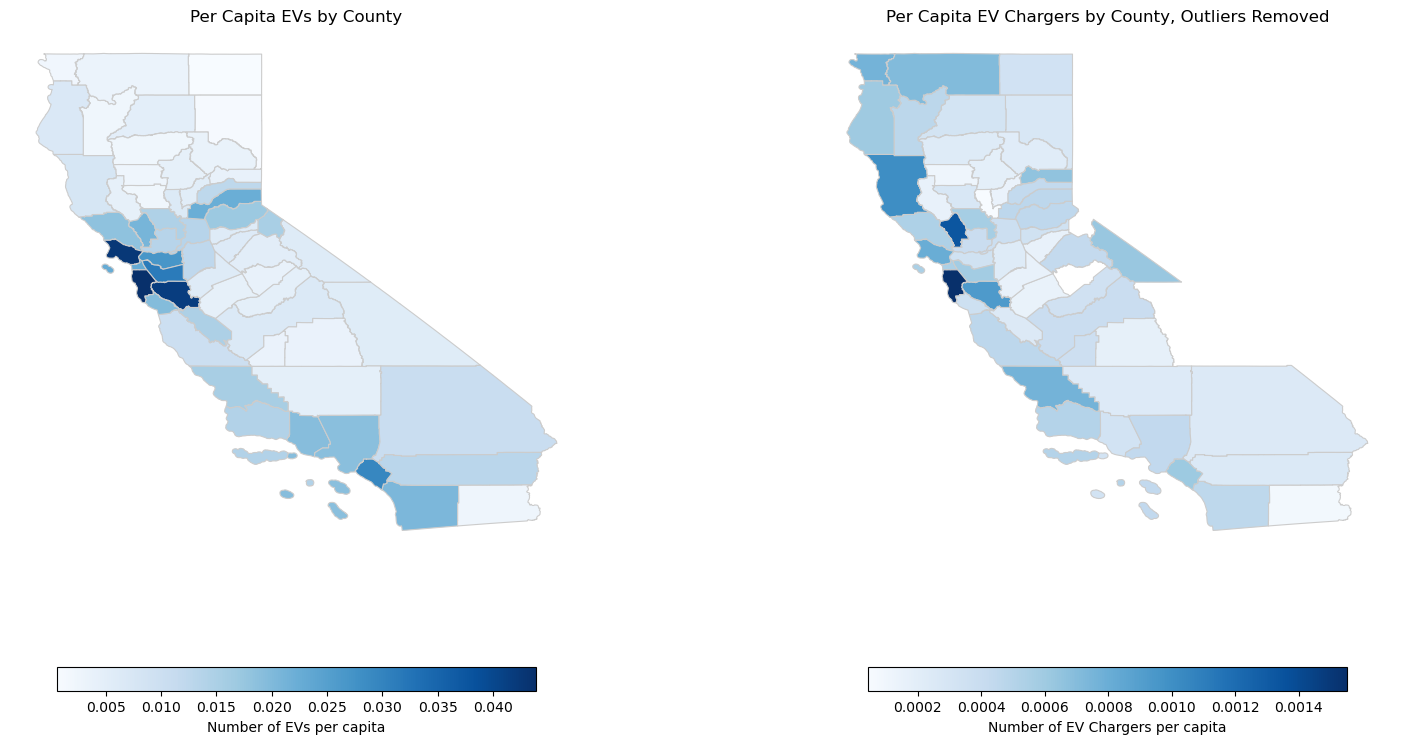 Per Capita EVs by County
Per Capita EV Chargers by County, Outliers Removed
0.005 0.010 0.015 0.020 0.025 0.030 0.035 0.040
Number of EVs per capita
0.0002 0.0004 0.0006 0.0008 0.0010 0.0012 0.0014
Number of EV Chargers per capita